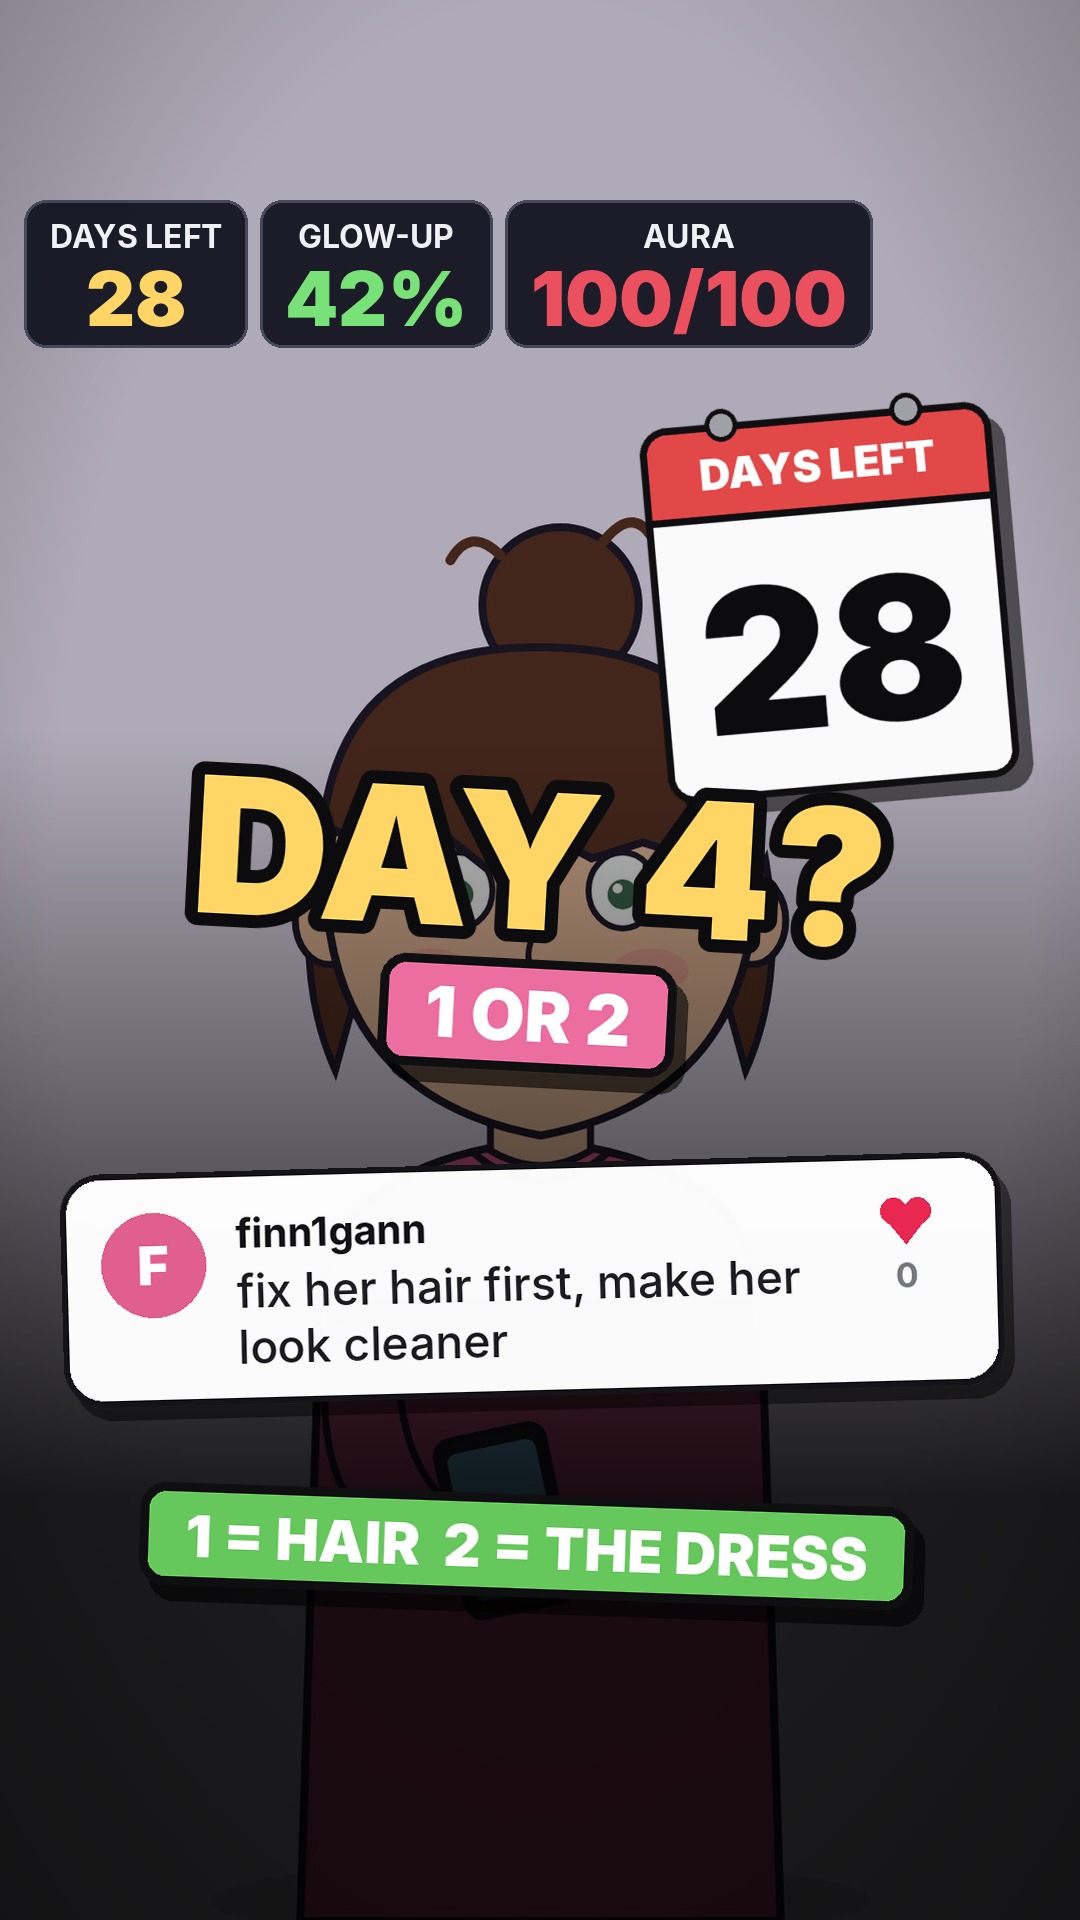 DAYS LEFT
28
GLOW-UP
42%
AURA
100/100
DAYS LEFT
28
DAY 4?
1 OR 2
F
finn1gann
fix her hair first, make her
look cleaner
0
1 = HAIR 2 = THE DRESS